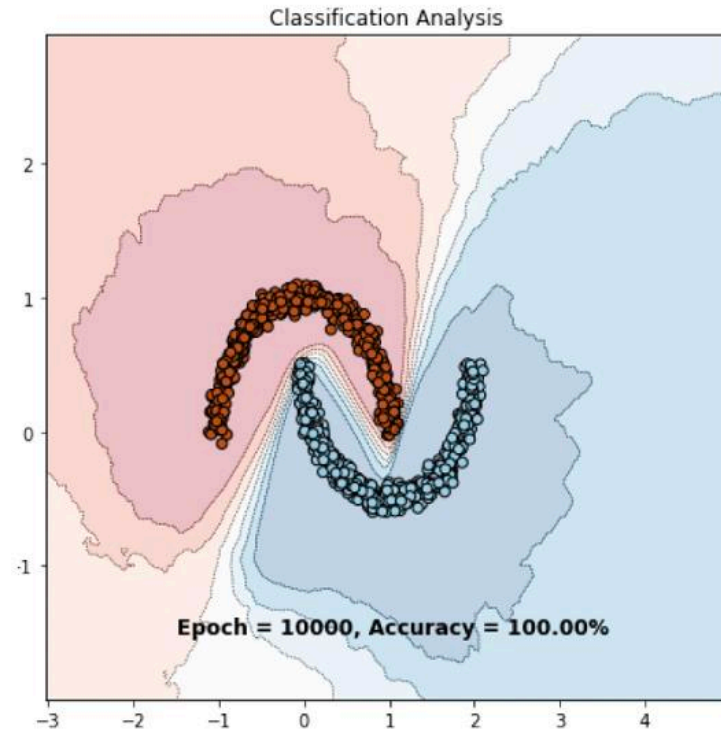 Classification Analysis
2
1
0
-1
Epoch = 10000, Accuracy = 100.00%
−3 −2 −1 0 1 2 3 4